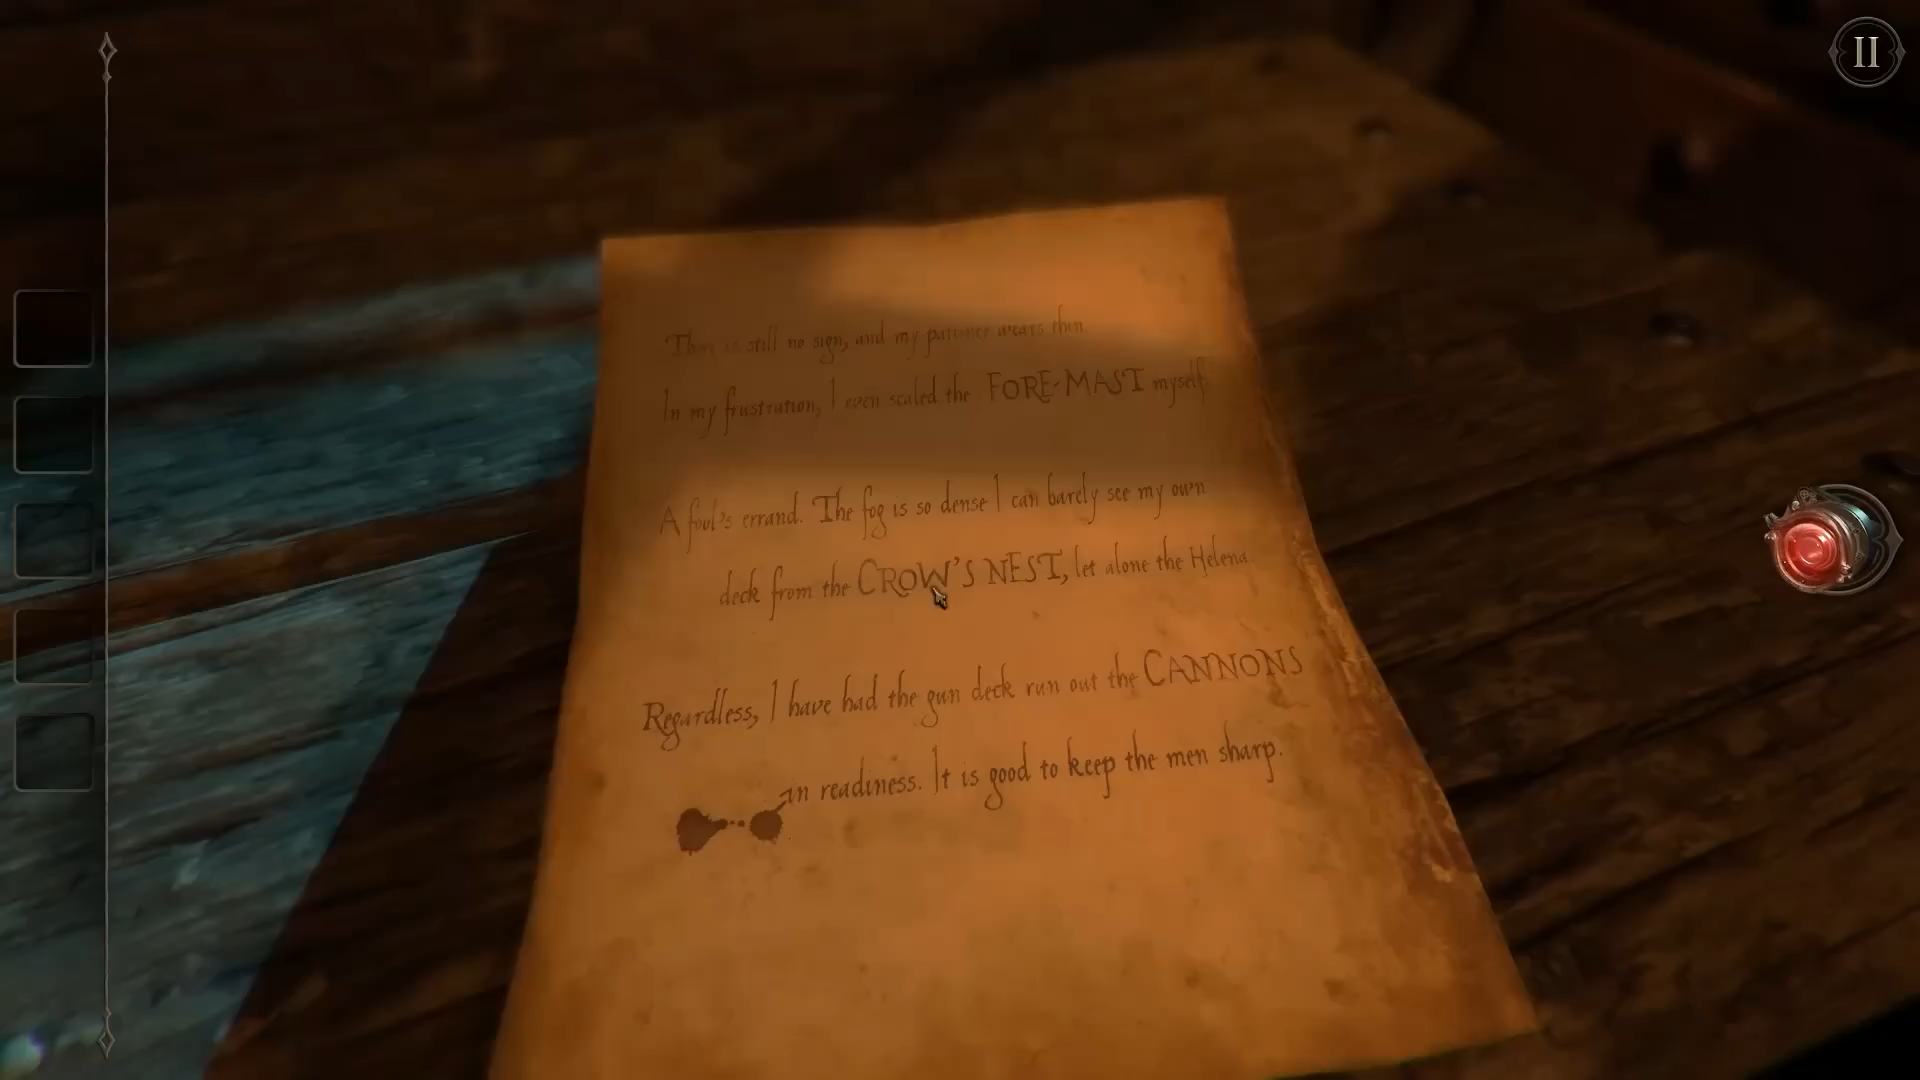 There is still no sign, and my patience wears thin.
In my frustration, I even scaled the FORE-MAST myself.
A fool's errand. The fog is so dense I can barely see my own
deck from the CROW'S NEST, let alone the Helena.
Regardless, I have had the gun deck run out the CANNONS
in readiness. It is good to keep the men sharp.